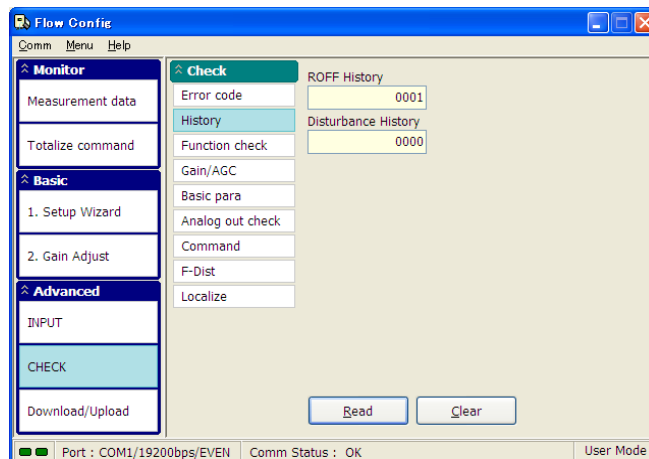 Flow Config
Comm Menu Help
Monitor
Measurement data
Totalize command
Basic
1. Setup Wizard
2. Gain Adjust
Advanced
INPUT
CHECK
Download/Upload
Check
Error code
History
Function check
Gain/AGC
Basic para
Analog out check
Command
F-Dist
Localize
ROFF History
0001
Disturbance History
0000
Read Clear
Port : COM1/19200bps/EVEN Comm Status : OK User Mode